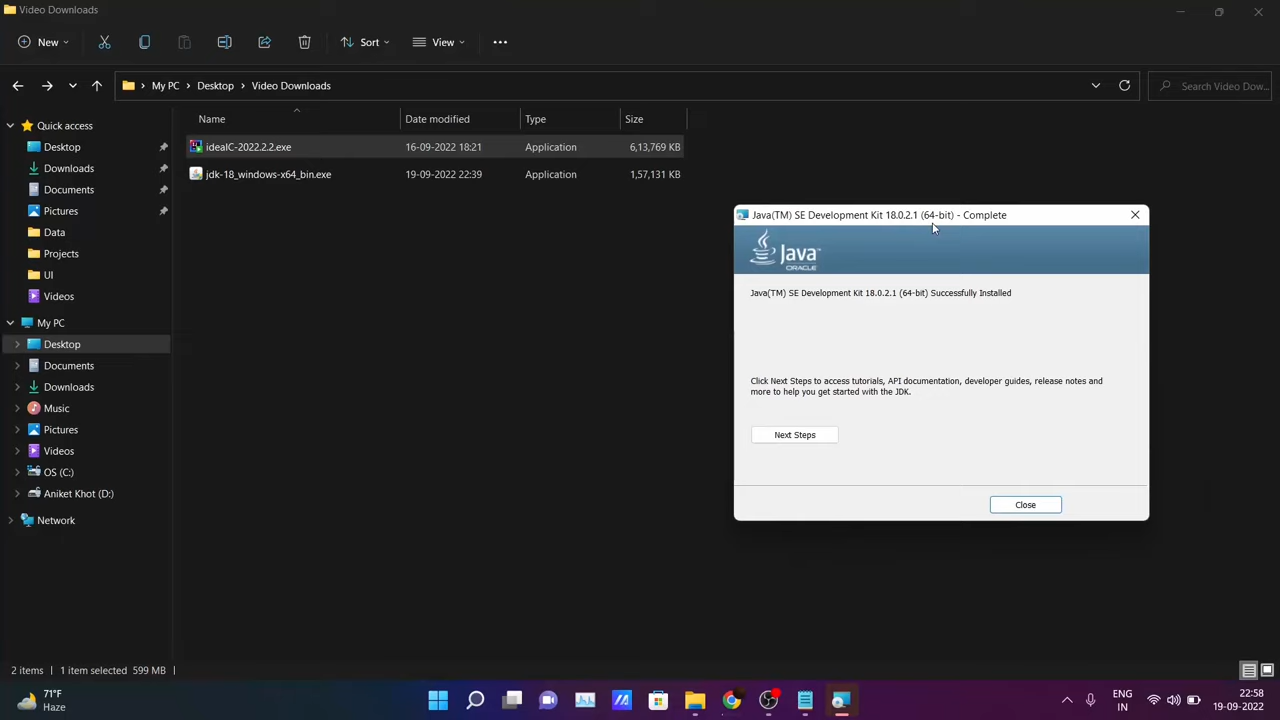 Video Downloads
New
Sort
View
My PC
Desktop
Video Downloads
Search Video Dow...
Name
Date modified
Type
Size
ideaIC-2022.2.2.exe
16-09-2022 18:21
Application
6,13,769 KB
jdk-18_windows-x64_bin.exe
19-09-2022 22:39
Application
1,57,131 KB
Quick access
Desktop
Downloads
Documents
Pictures
Data
Projects
UI
Videos
My PC
Desktop
Documents
Downloads
Music
Pictures
Videos
OS (C:)
Aniket Khot (D:)
Network
Java(TM) SE Development Kit 18.0.2.1 (64-bit) - Complete
Java™
ORACLE
Java(TM) SE Development Kit 18.0.2.1 (64-bit) Successfully Installed
Click Next Steps to access tutorials, API documentation, developer guides, release notes and
more to help you get started with the JDK.
Next Steps
Close
2 items
1 item selected 599 MB
71°F
Haze
ENG
IN
22:58
19-09-2022